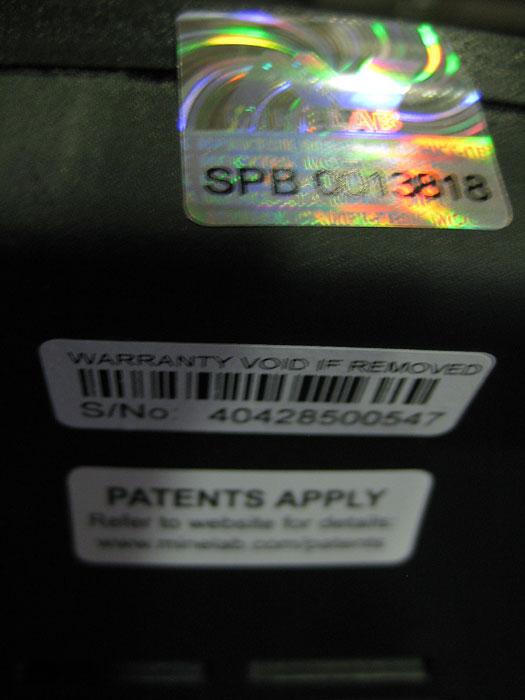 MINELAB
SPB 0013818
WARRANTY VOID IF REMOVED
S/No: 40428500547
PATENTS APPLY
Refer to website for details:
www.minelab.com/patents